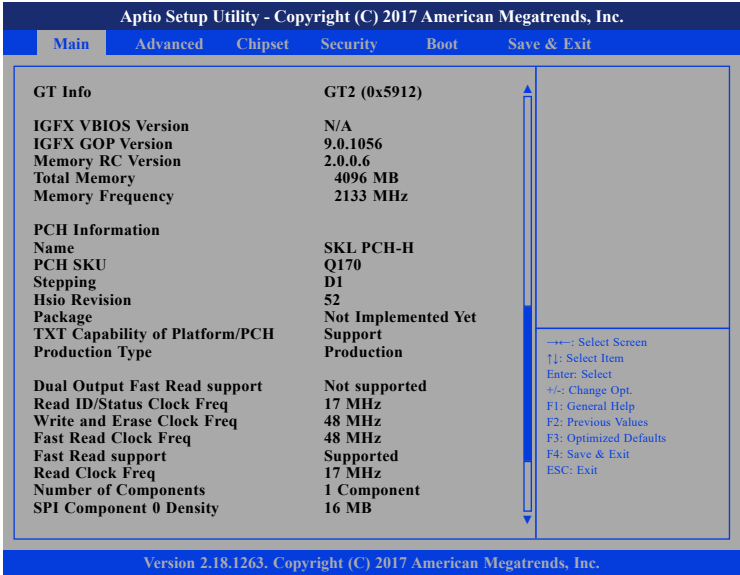 Aptio Setup Utility - Copyright (C) 2017 American Megatrends, Inc.
Main Advanced Chipset Security Boot Save & Exit
GT Info GT2 (0x5912)
IGFX VBIOS Version N/A
IGFX GOP Version 9.0.1056
Memory RC Version 2.0.0.6
Total Memory 4096 MB
Memory Frequency 2133 MHz
PCH Information
Name SKL PCH-H
PCH SKU Q170
Stepping D1
Hsio Revision 52
Package Not Implemented Yet
TXT Capability of Platform/PCH Support
Production Type Production
Dual Output Fast Read support Not supported
Read ID/Status Clock Freq 17 MHz
Write and Erase Clock Freq 48 MHz
Fast Read Clock Freq 48 MHz
Fast Read support Supported
Read Clock Freq 17 MHz
Number of Components 1 Component
SPI Component 0 Density 16 MB
→←: Select Screen
↑↓: Select Item
Enter: Select
+/-: Change Opt.
F1: General Help
F2: Previous Values
F3: Optimized Defaults
F4: Save & Exit
ESC: Exit
Version 2.18.1263. Copyright (C) 2017 American Megatrends, Inc.